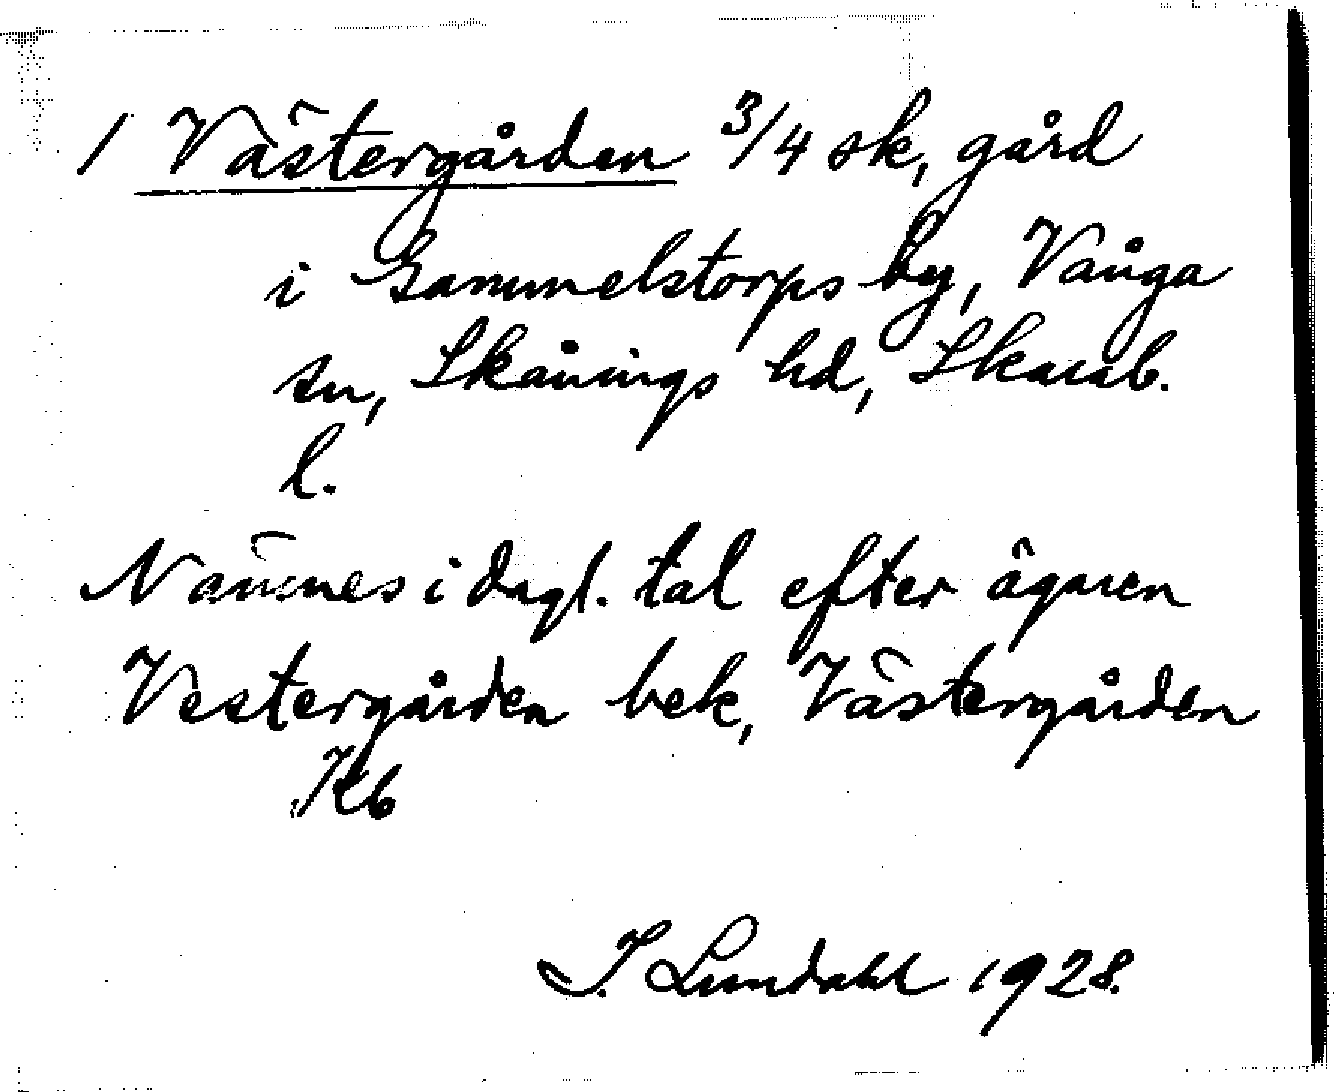 1 Västergården 3/4 sk, gård
i Gammelstorps by, Vånga
sn, Skånings hd, Skarab.
l.
Nämnes i dagl. tal efter ägaren
Vestergården bek, Västergården
Kb
I. Lundahl 1928.